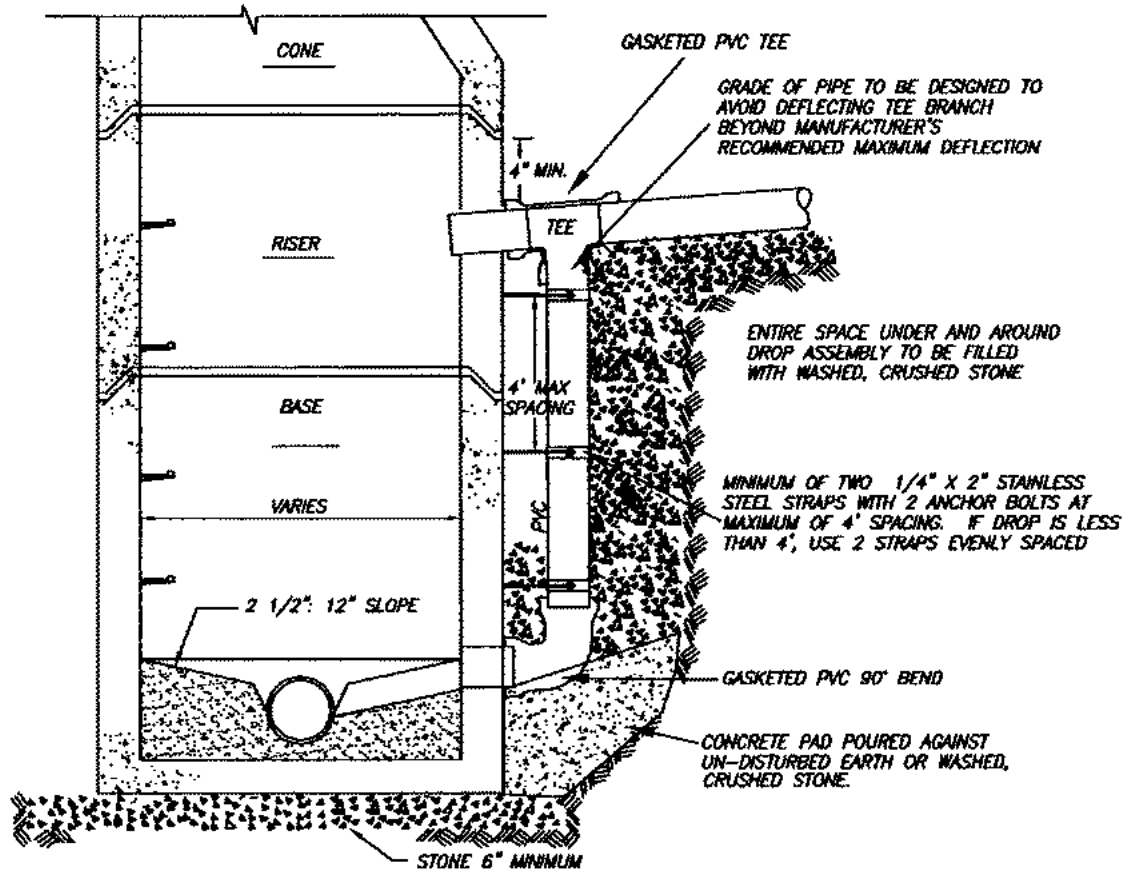 CONE
GASKETED PVC TEE
GRADE OF PIPE TO BE DESIGNED TO
AVOID DEFLECTING TEE BRANCH
BEYOND MANUFACTURER'S
RECOMMENDED MAXIMUM DEFLECTION
4" MIN.
TEE
RISER
ENTIRE SPACE UNDER AND AROUND
DROP ASSEMBLY TO BE FILLED
WITH WASHED, CRUSHED STONE
4' MAX
SPACING
BASE
MINIMUM OF TWO 1/4" X 2" STAINLESS
STEEL STRAPS WITH 2 ANCHOR BOLTS AT
MAXIMUM OF 4' SPACING. IF DROP IS LESS
THAN 4', USE 2 STRAPS EVENLY SPACED
VARIES
PVC
2 1/2": 12" SLOPE
GASKETED PVC 90° BEND
CONCRETE PAD POURED AGAINST
UN-DISTURBED EARTH OR WASHED,
CRUSHED STONE.
STONE 6" MINIMUM